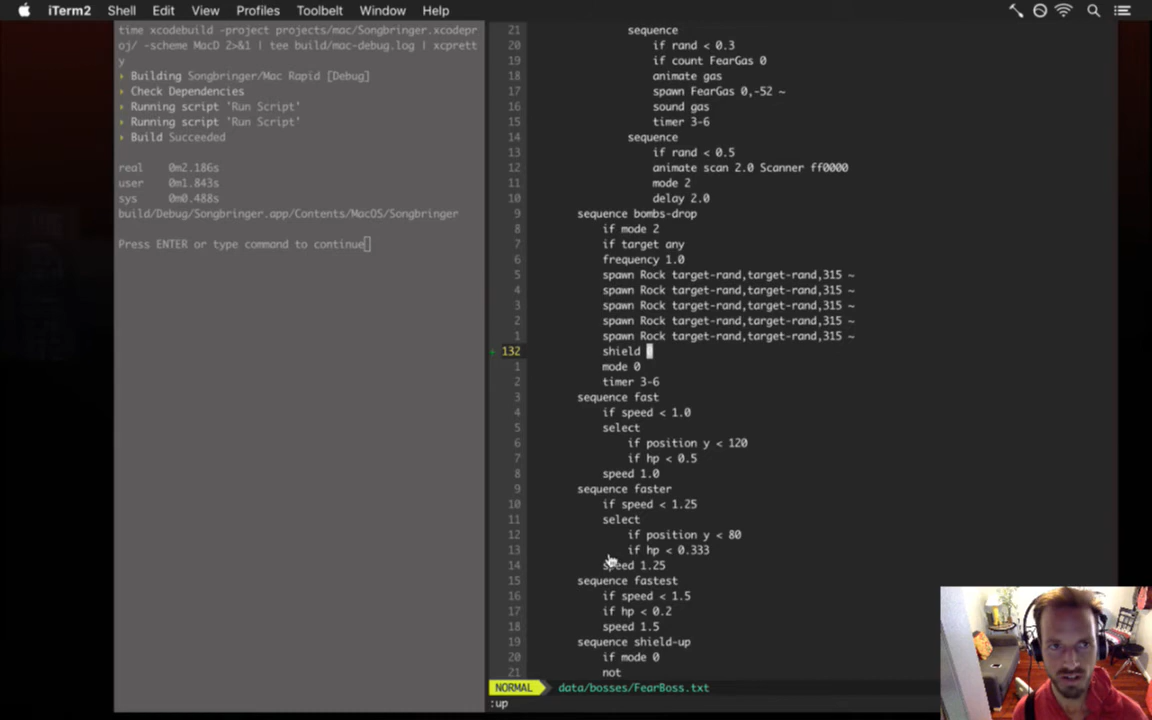 iTerm2 Shell Edit View Profiles Toolbelt Window Help
time xcodebuild -project projects/mac/Songbringer.xcodepr
oj/ -scheme MacD 2>&1 | tee build/mac-debug.log | xcprett
y
Building Songbringer/Mac Rapid [Debug]
Check Dependencies
Running script 'Run Script'
Running script 'Run Script'
Build Succeeded
real 0m2.186s
user 0m1.843s
sys 0m0.488s
build/Debug/Songbringer.app/Contents/MacOS/Songbringer
Press ENTER or type command to continue
21 sequence
20 if rand < 0.3
19 if count FearGas 0
18 animate gas
17 spawn FearGas 0,-52 ~
16 sound gas
15 timer 3-6
14 sequence
13 if rand < 0.5
12 animate scan 2.0 Scanner ff0000
11 mode 2
10 delay 2.0
9 sequence bombs-drop
8 if mode 2
7 if target any
6 frequency 1.0
5 spawn Rock target-rand,target-rand,315 ~
4 spawn Rock target-rand,target-rand,315 ~
3 spawn Rock target-rand,target-rand,315 ~
2 spawn Rock target-rand,target-rand,315 ~
1 spawn Rock target-rand,target-rand,315 ~
+ 132 shield
1 mode 0
2 timer 3-6
3 sequence fast
4 if speed < 1.0
5 select
6 if position y < 120
7 if hp < 0.5
8 speed 1.0
9 sequence faster
10 if speed < 1.25
11 select
12 if position y < 80
13 if hp < 0.333
14 speed 1.25
15 sequence fastest
16 if speed < 1.5
17 if hp < 0.2
18 speed 1.5
19 sequence shield-up
20 if mode 0
21 not
NORMAL data/bosses/FearBoss.txt
:up